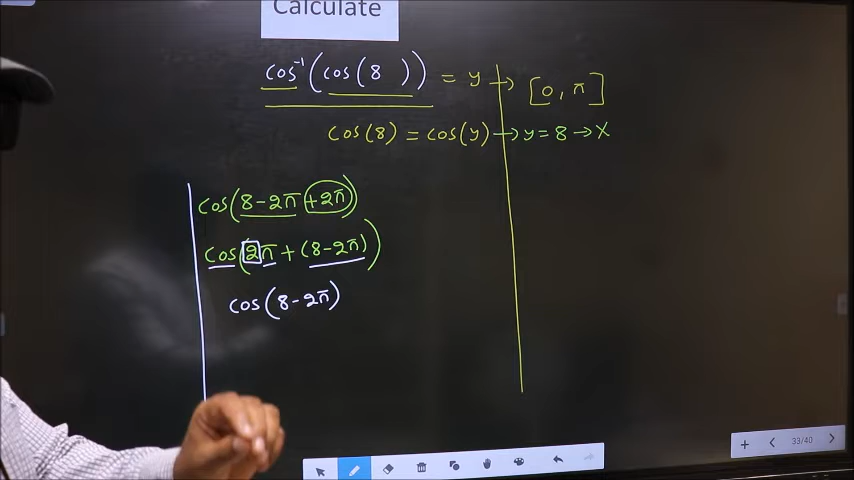 Calculate
cos⁻¹(cos(8 )) = y → [0, π]
cos(8) = cos(y) → y = 8 → X
cos(8-2π+2π)
cos(2π + (8-2π))
cos(8-2π)
33/40